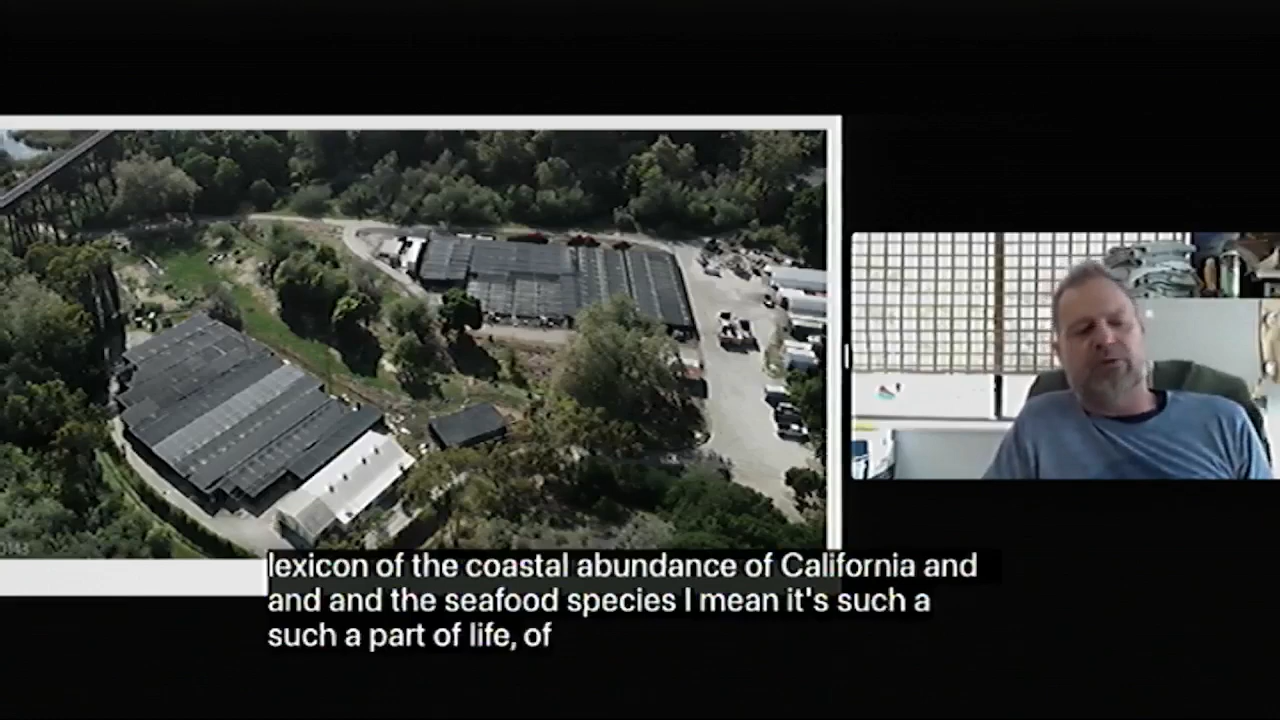 lexicon of the coastal abundance of California and
and and the seafood species I mean it's such a
such a part of life, of